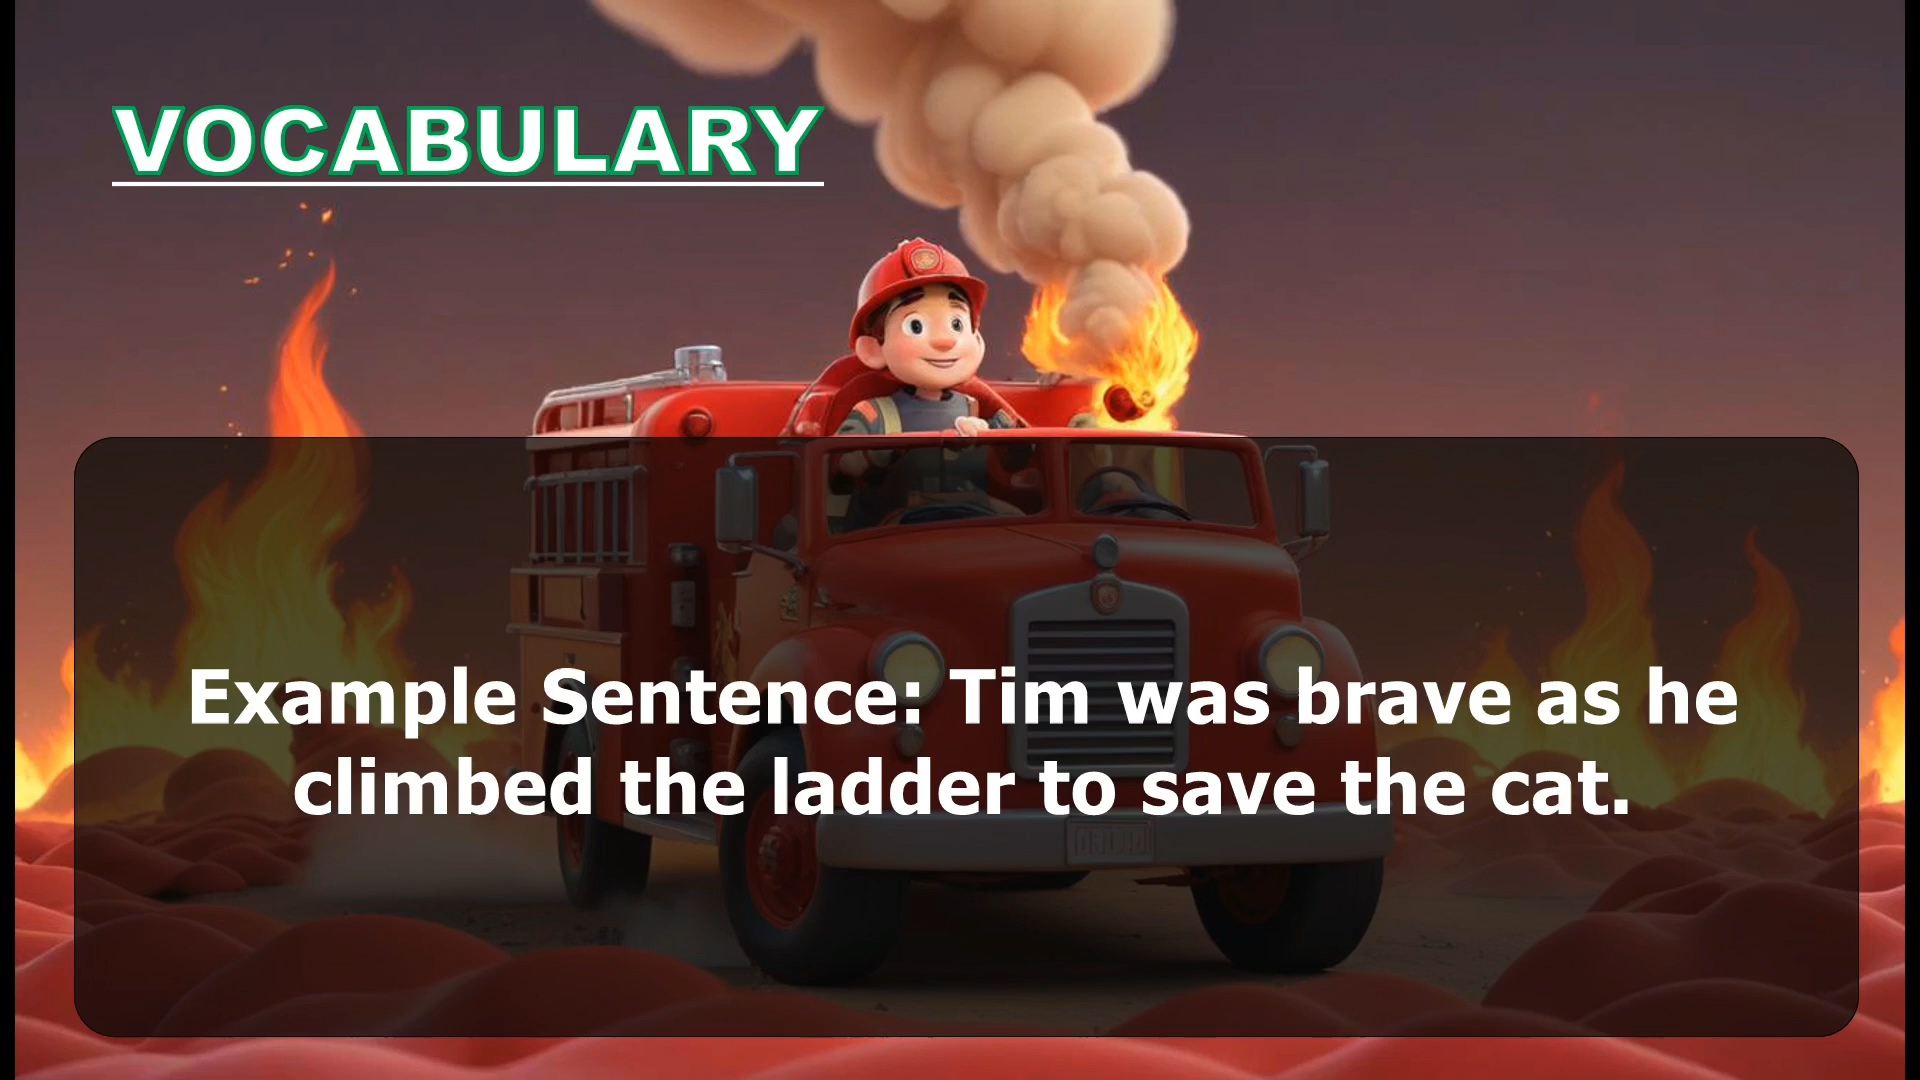 VOCABULARY
Example Sentence: Tim was brave as he
climbed the ladder to save the cat.